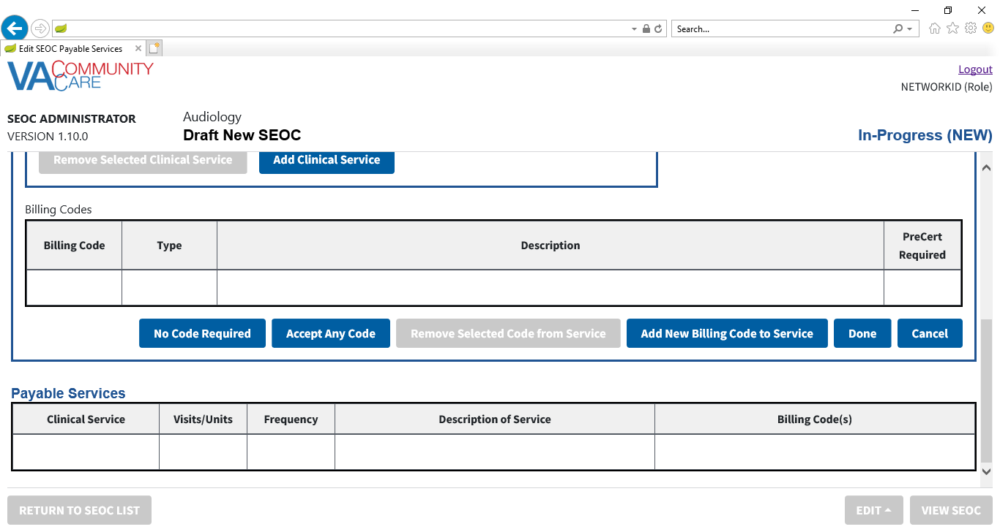 Search...
Edit SEOC Payable Services
VA COMMUNITY CARE
Logout
NETWORKID (Role)
SEOC ADMINISTRATOR
VERSION 1.10.0
Audiology
Draft New SEOC
In-Progress (NEW)
Remove Selected Clinical Service
Add Clinical Service
Billing Codes
Billing Code
Type
Description
PreCert
Required
No Code Required
Accept Any Code
Remove Selected Code from Service
Add New Billing Code to Service
Done
Cancel
Payable Services
Clinical Service
Visits/Units
Frequency
Description of Service
Billing Code(s)
RETURN TO SEOC LIST
EDIT
VIEW SEOC